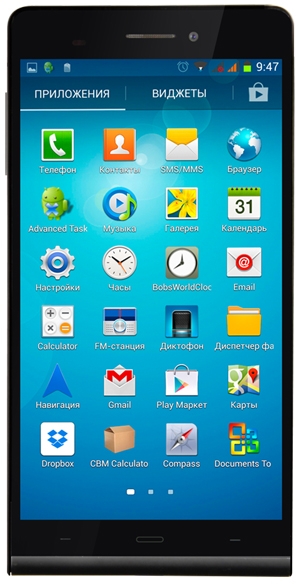 9:47
ПРИЛОЖЕНИЯ ВИДЖЕТЫ
Телефон Контакты SMS/MMS Браузер
31
Advanced Task Музыка Галерея Календарь
Настройки Часы BobsWorldCloc Email
Calculator FM-станция Диктофон Диспетчер фа
Навигация Gmail Play Маркет Карты
Dropbox CBM Calculato Compass Documents To